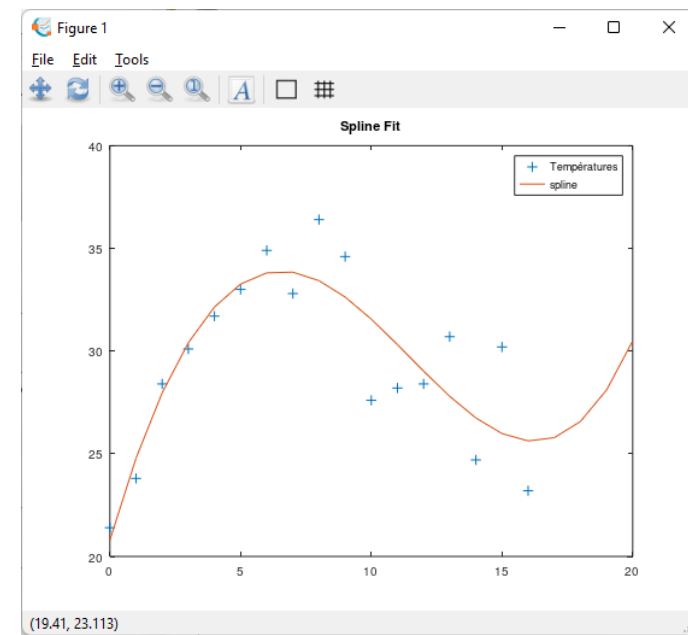 Figure 1
File Edit Tools
A
Spline Fit
40
35
30
25
20
0 5 10 15 20
Températures
spline
(19.41, 23.113)